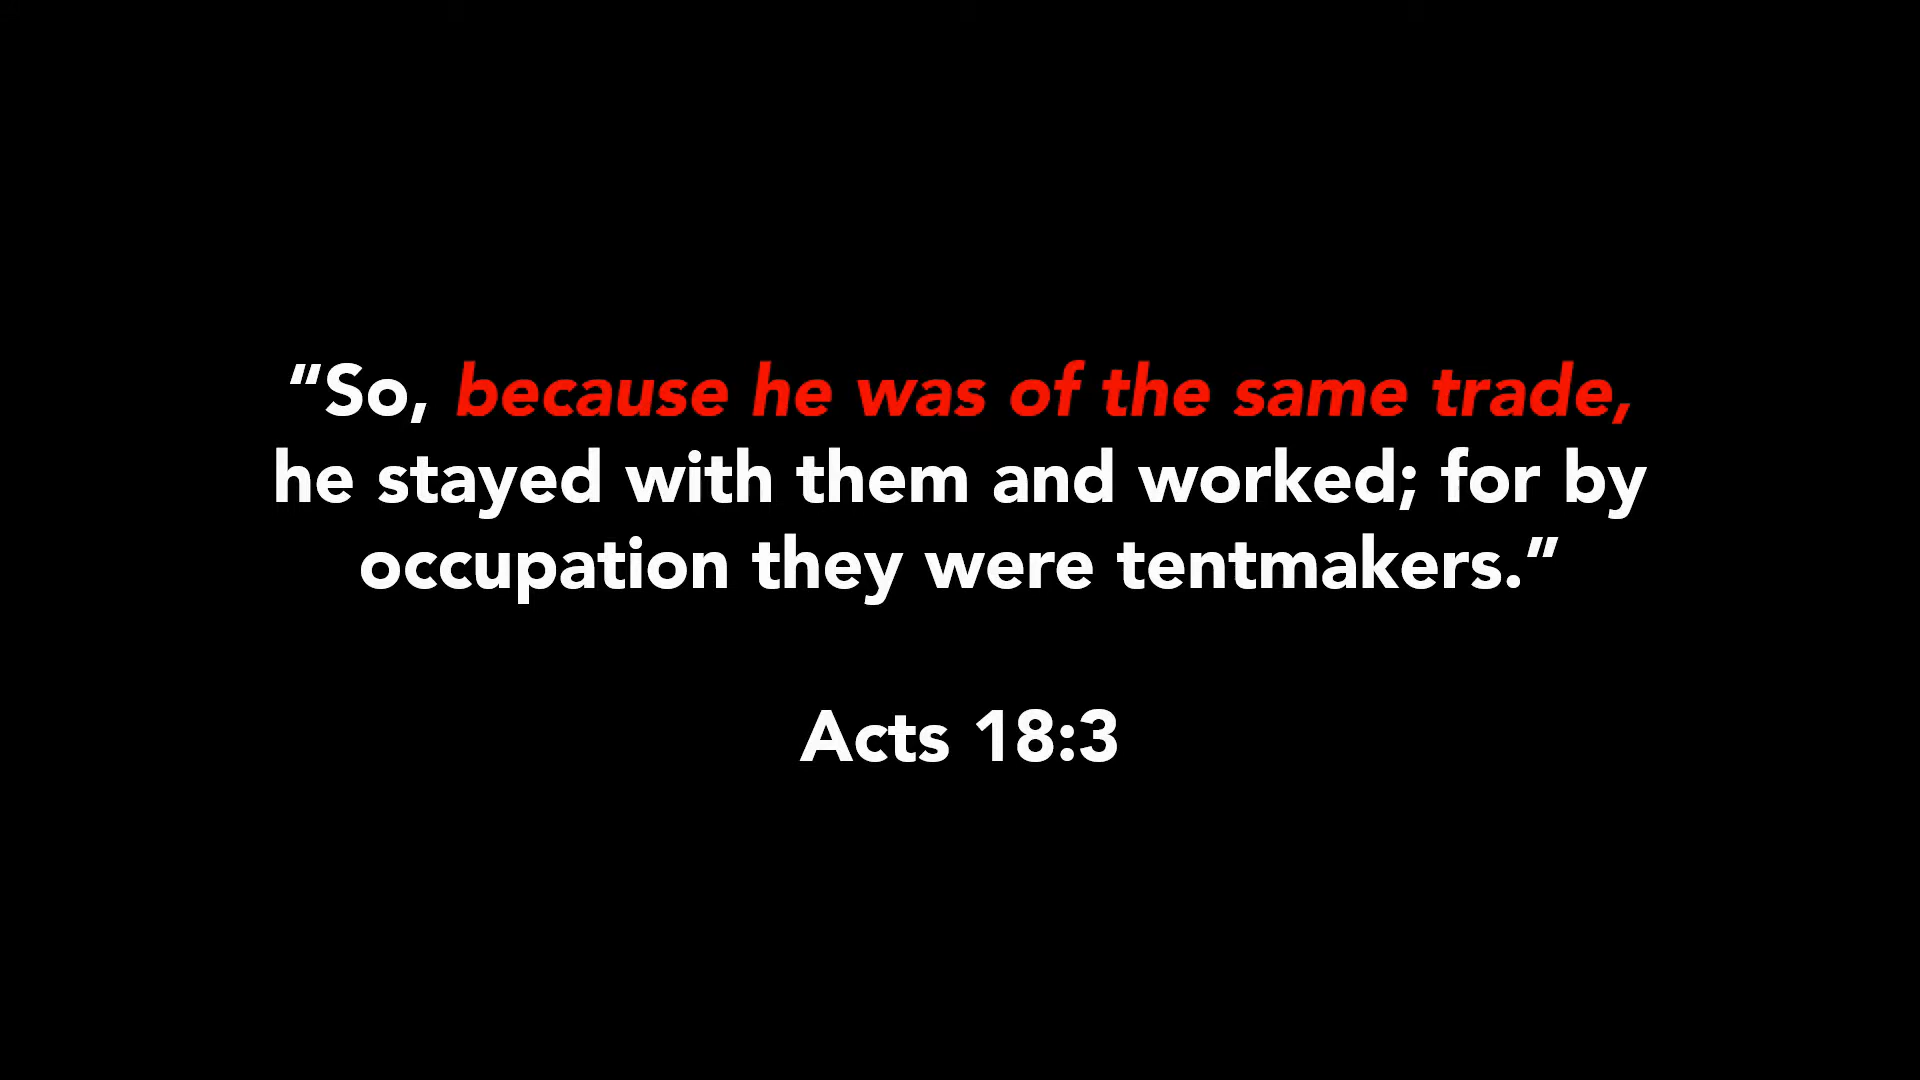 “So, because he was of the same trade,
he stayed with them and worked; for by
occupation they were tentmakers.”
Acts 18:3